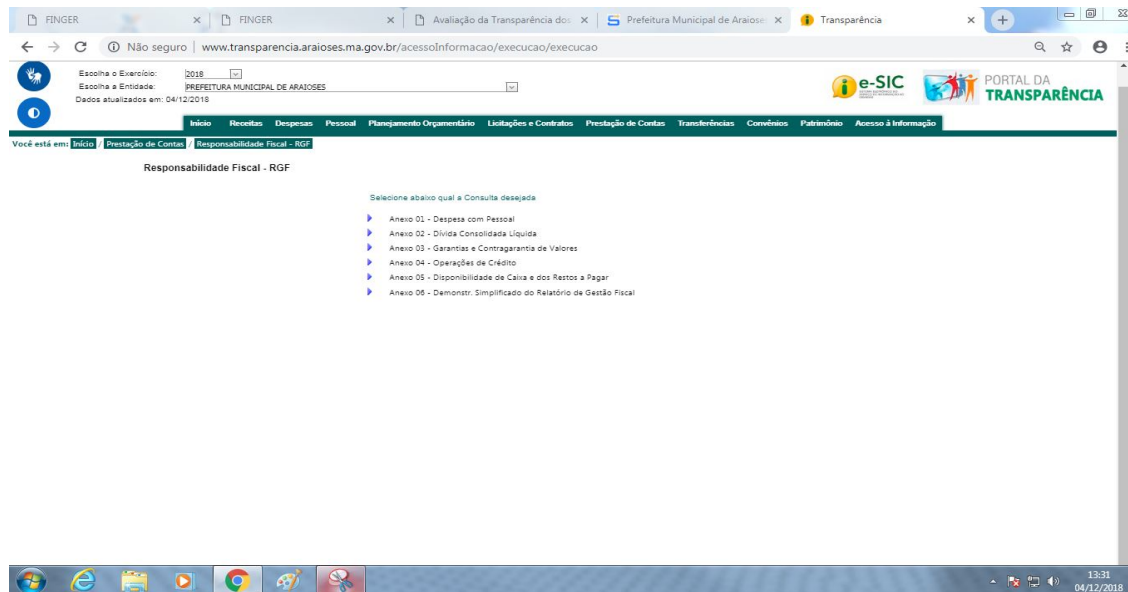 FINGER
FINGER
Avaliação da Transparência dos
Prefeitura Municipal de Araioses
Transparência
Não seguro | www.transparencia.araioses.ma.gov.br/acessoInformacao/execucao/execucao
Escolha o Exercício: 2018
Escolha a Entidade: PREFEITURA MUNICIPAL DE ARAIOSES
Dados atualizados em: 04/12/2018
e-SIC
PORTAL DA
TRANSPARÊNCIA
Início Receitas Despesas Pessoal Planejamento Orçamentário Licitações e Contratos Prestação de Contas Transferências Convênios Patrimônio Acesso à Informação
Você está em: Início / Prestação de Contas / Responsabilidade Fiscal - RGF
Responsabilidade Fiscal - RGF
Selecione abaixo qual a Consulta desejada
Anexo 01 - Despesa com Pessoal
Anexo 02 - Dívida Consolidada Líquida
Anexo 03 - Garantias e Contragarantia de Valores
Anexo 04 - Operações de Crédito
Anexo 05 - Disponibilidade de Caixa e dos Restos a Pagar
Anexo 06 - Demonstr. Simplificado do Relatório de Gestão Fiscal
13:31
04/12/2018